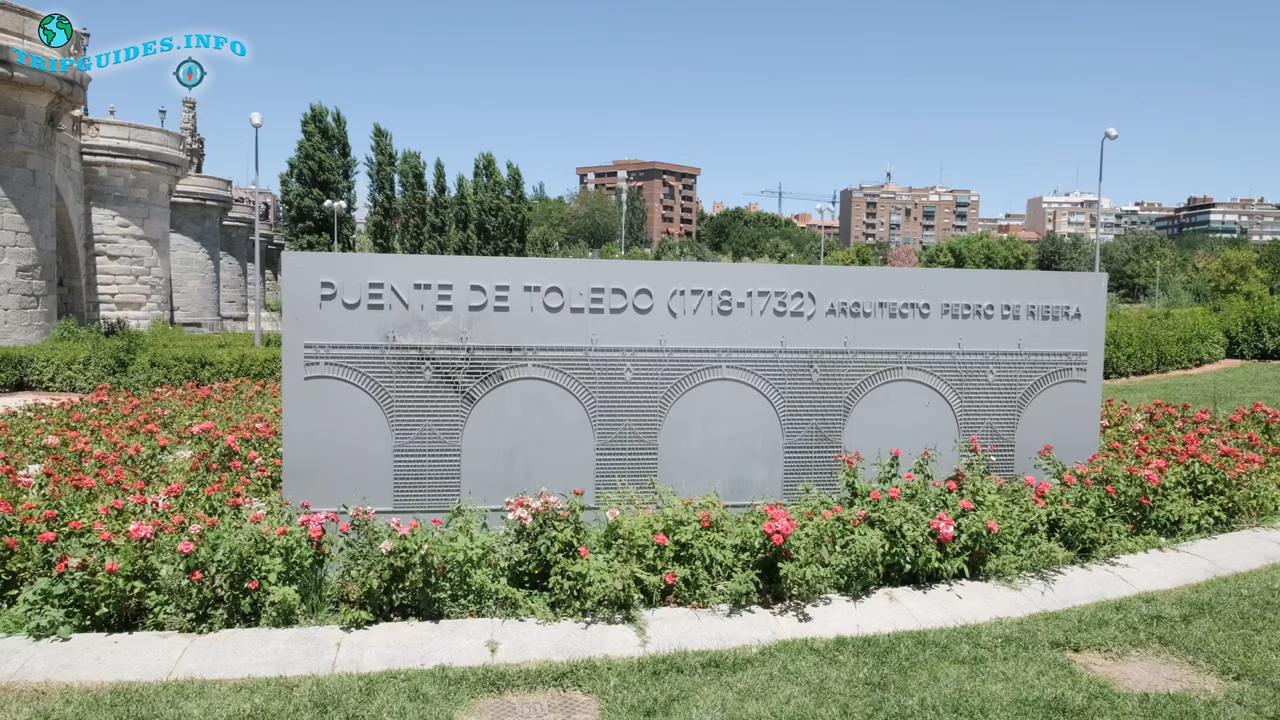 TRIPGUIDES.INFO
PUENTE DE TOLEDO (1718-1732) ARQUITECTO PEDRO DE RIBERA